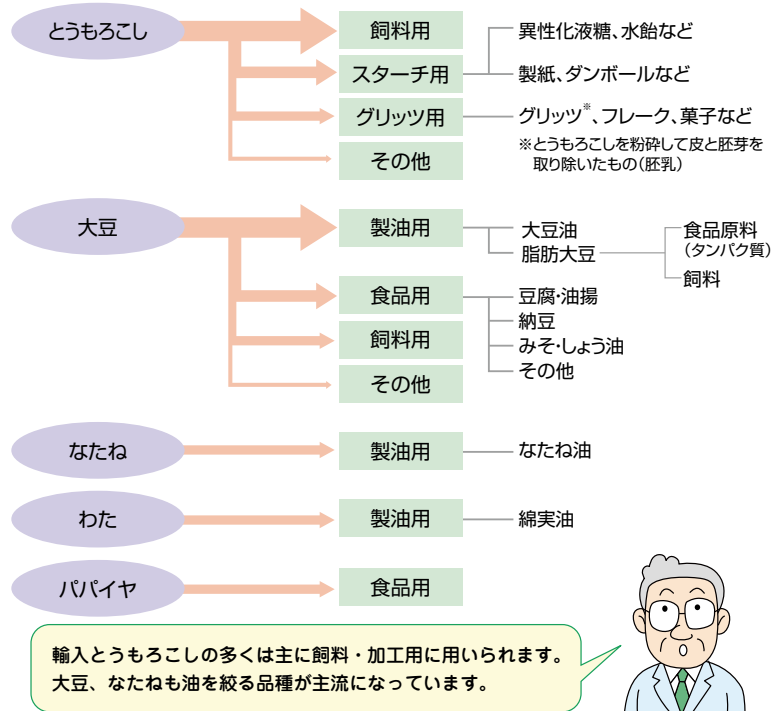 とうもろこし
飼料用
スターチ用
異性化液糖、水飴など
製紙、ダンボールなど
グリッツ用
グリッツ※、フレーク、菓子など
※とうもろこしを粉砕して皮と胚芽を
取り除いたもの(胚乳)
その他
大豆
製油用
大豆油
脂肪大豆
食品原料
(タンパク質)
飼料
食品用
豆腐・油揚
納豆
みそ・しょう油
その他
飼料用
その他
なたね
製油用
なたね油
わた
製油用
綿実油
パパイヤ
食品用
輸入とうもろこしの多くは主に飼料・加工用に用いられます。
大豆、なたねも油を絞る品種が主流になっています。